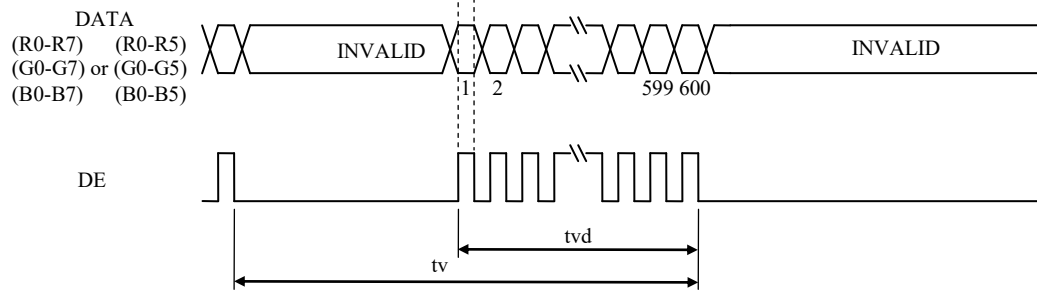 DATA
(R0-R7) (R0-R5)
(G0-G7) or (G0-G5)
(B0-B7) (B0-B5)
INVALID
INVALID
1 2 599 600
DE
tvd
tv